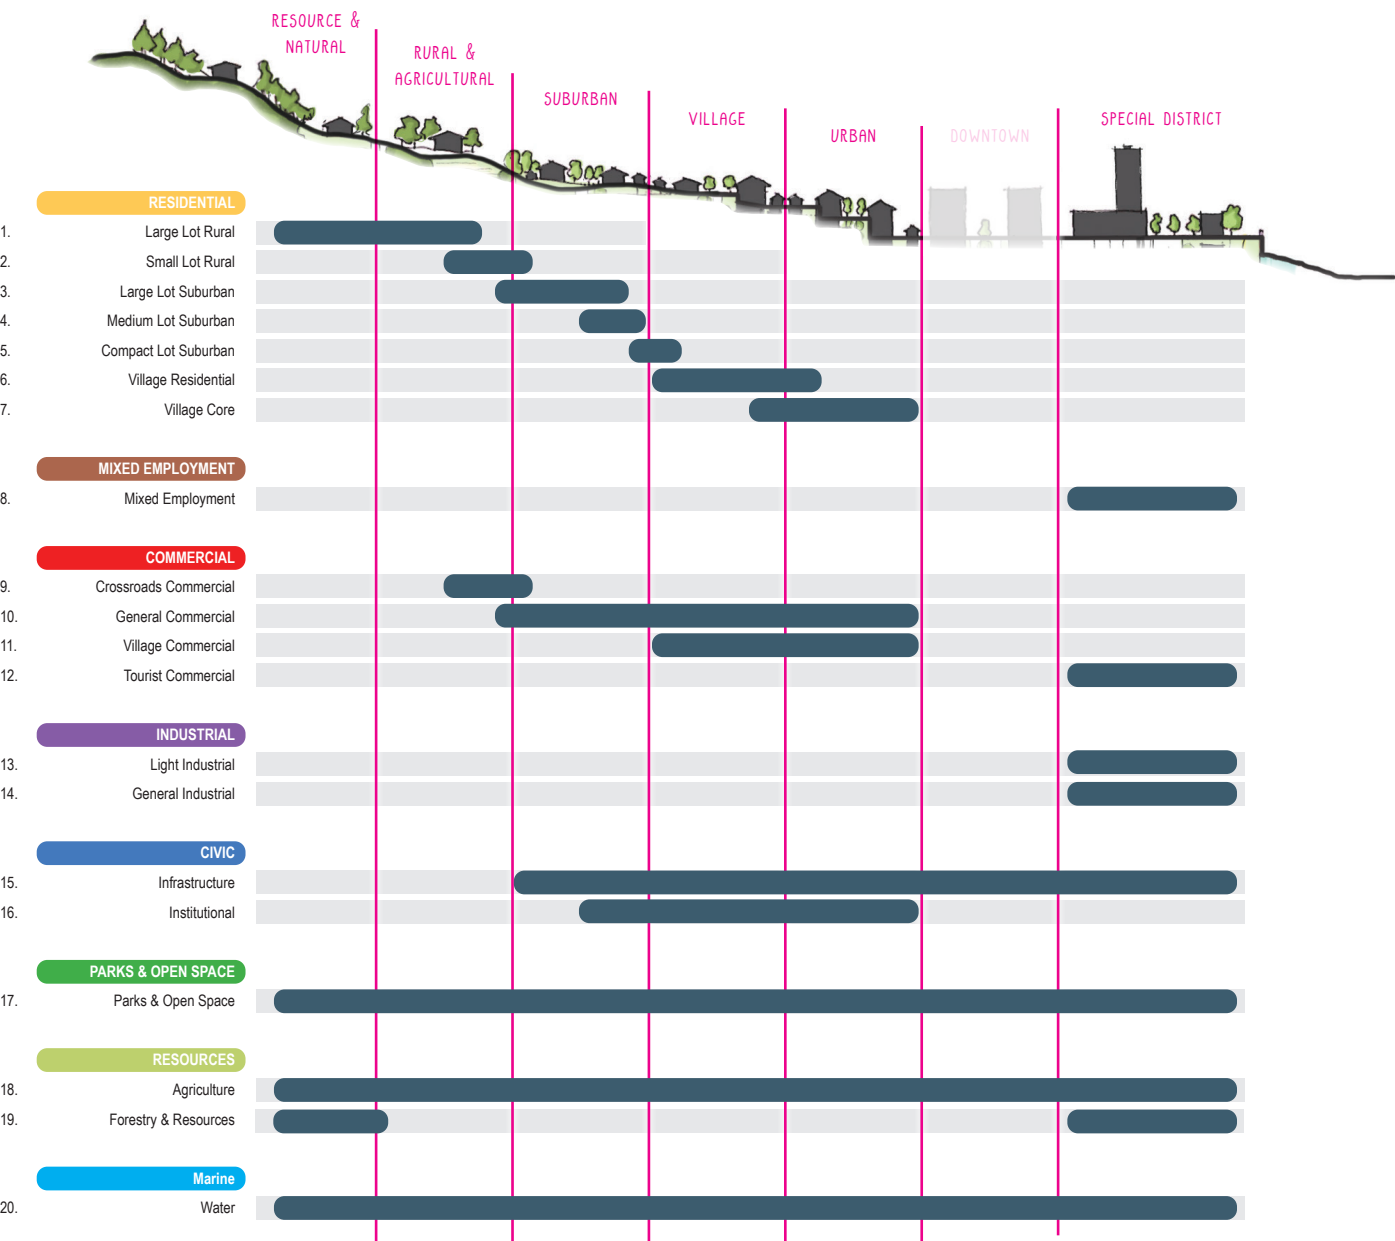 RESOURCE &
NATURAL
RURAL &
AGRICULTURAL
SUBURBAN
VILLAGE
URBAN
DOWNTOWN
SPECIAL DISTRICT
RESIDENTIAL
1. Large Lot Rural
2. Small Lot Rural
3. Large Lot Suburban
4. Medium Lot Suburban
5. Compact Lot Suburban
6. Village Residential
7. Village Core
MIXED EMPLOYMENT
8. Mixed Employment
COMMERCIAL
9. Crossroads Commercial
10. General Commercial
11. Village Commercial
12. Tourist Commercial
INDUSTRIAL
13. Light Industrial
14. General Industrial
CIVIC
15. Infrastructure
16. Institutional
PARKS & OPEN SPACE
17. Parks & Open Space
RESOURCES
18. Agriculture
19. Forestry & Resources
Marine
20. Water